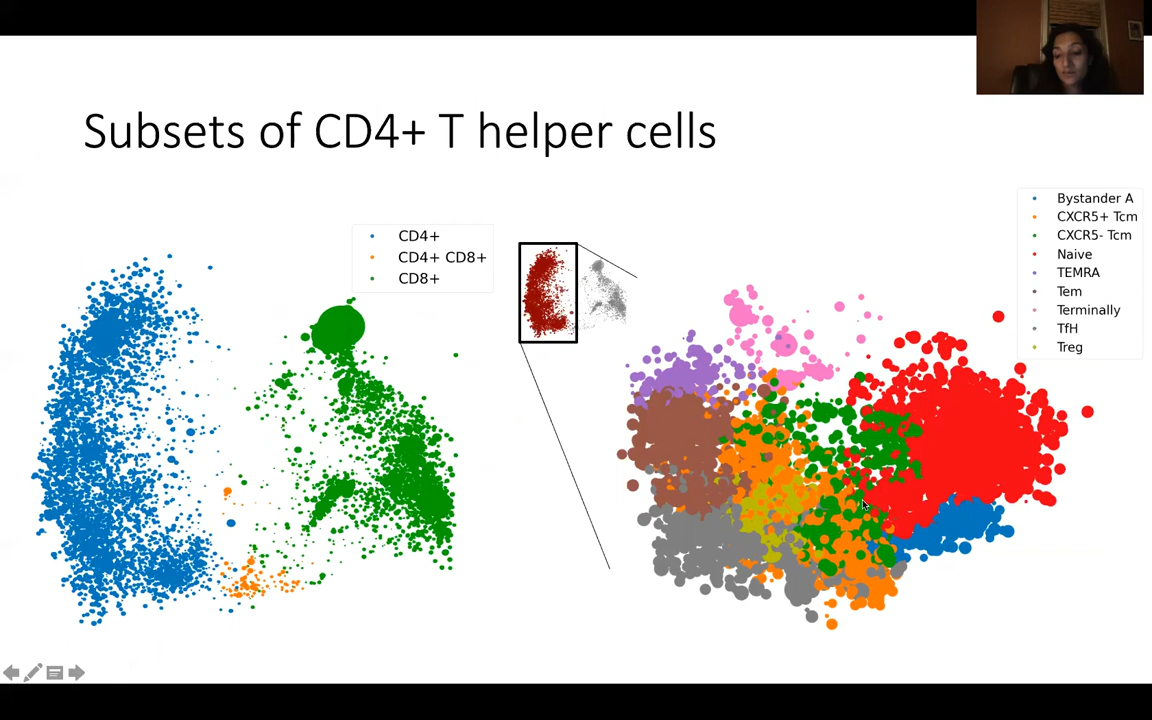 Subsets of CD4+ T helper cells
CD4+
CD4+ CD8+
CD8+
Bystander A
CXCR5+ Tcm
CXCR5- Tcm
Naive
TEMRA
Tem
Terminally
TfH
Treg